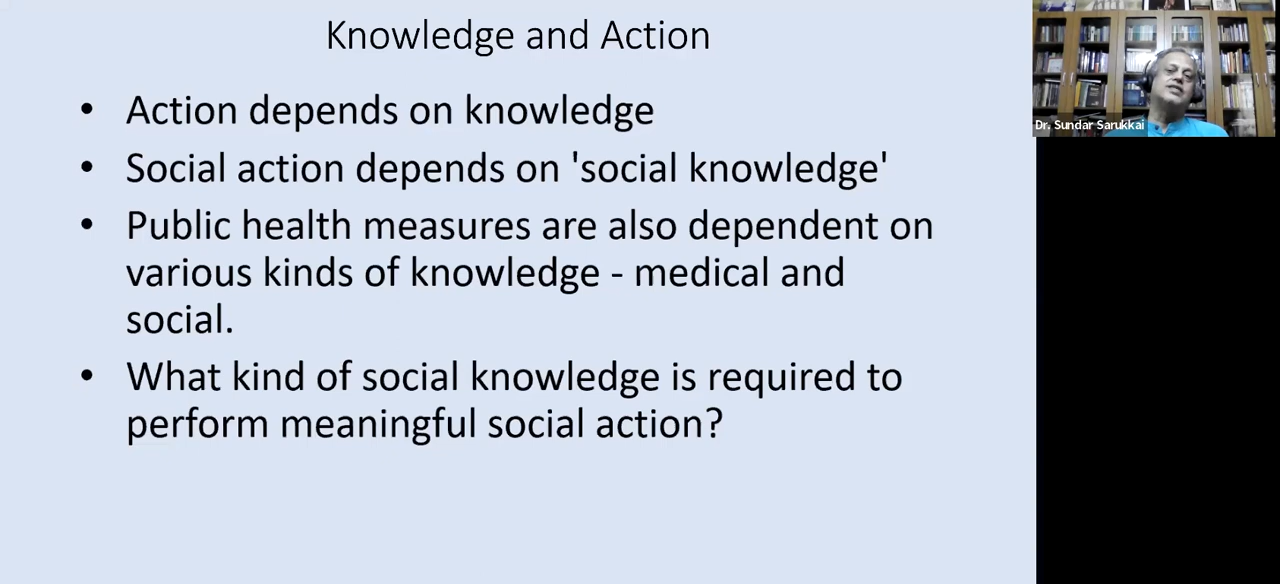 Knowledge and Action
• Action depends on knowledge
• Social action depends on 'social knowledge'
• Public health measures are also dependent on
various kinds of knowledge - medical and
social.
• What kind of social knowledge is required to
perform meaningful social action?
Dr. Sundar Sarukkai